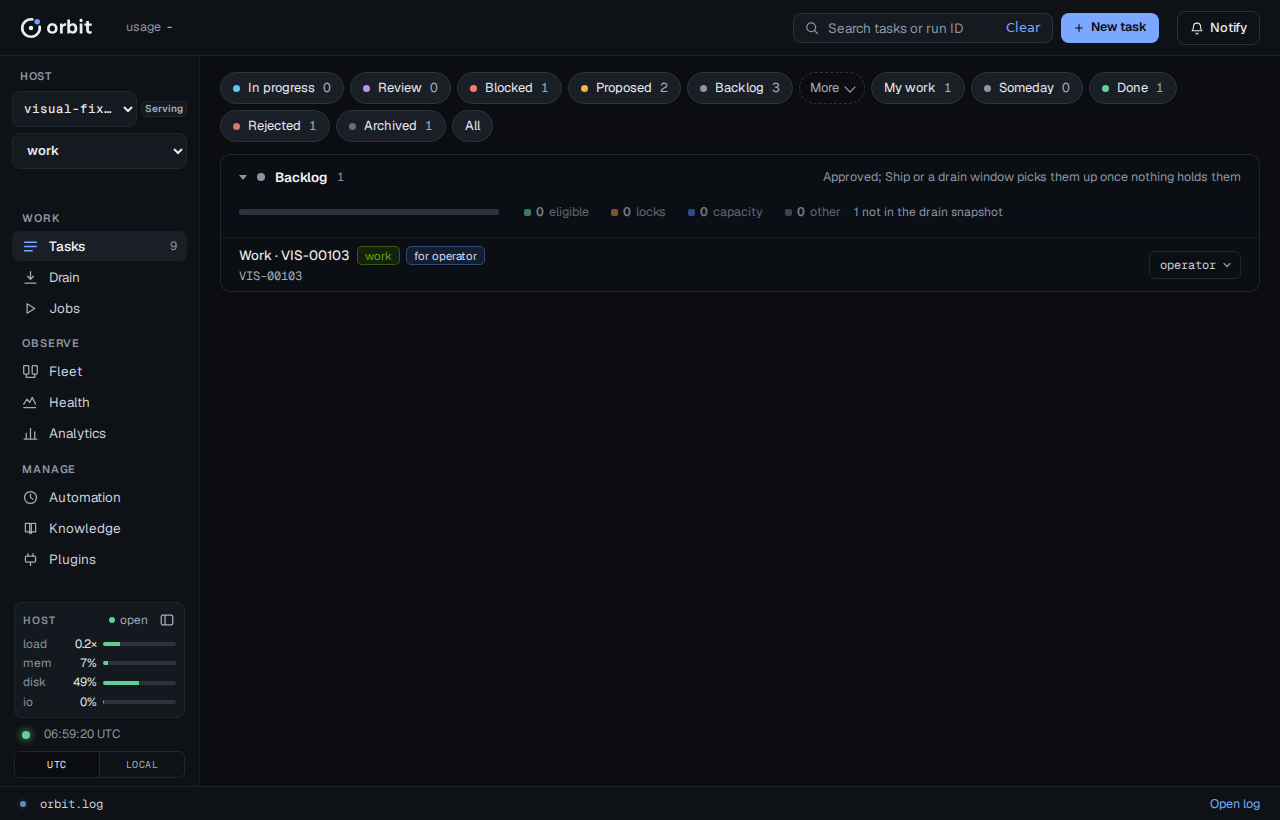 orbit
usage –
Search tasks or run ID
Clear
+ New task
Notify
HOST
visual-fix…
Serving
work
WORK
Tasks 9
Drain
Jobs
OBSERVE
Fleet
Health
Analytics
MANAGE
Automation
Knowledge
Plugins
HOST
open
load 0.2×
mem 7%
disk 49%
io 0%
06:59:20 UTC
UTC
LOCAL
In progress 0
Review 0
Blocked 1
Proposed 2
Backlog 3
More
My work 1
Someday 0
Done 1
Rejected 1
Archived 1
All
Backlog 1
Approved; Ship or a drain window picks them up once nothing holds them
0 eligible
0 locks
0 capacity
0 other
1 not in the drain snapshot
Work · VIS-00103
work
for operator
VIS-00103
operator
orbit.log
Open log